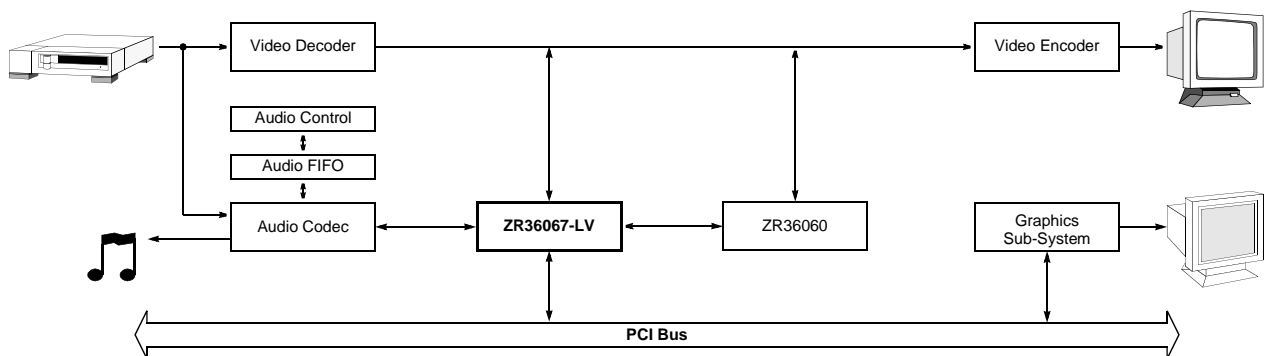 Video Decoder
Video Encoder
Audio Control
Audio FIFO
Audio Codec
ZR36067-LV
ZR36060
Graphics
Sub-System
PCI Bus